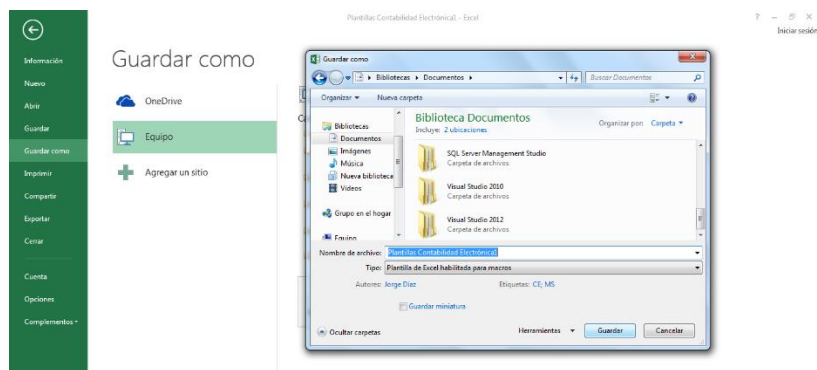 Plantillas Contabilidad Electrónica1 - Excel
Iniciar sesión
Información
Nuevo
Abrir
Guardar
Guardar como
Imprimir
Compartir
Exportar
Cerrar
Cuenta
Opciones
Complementos
Guardar como
OneDrive
Equipo
Agregar un sitio
Guardar como
Bibliotecas Documentos
Buscar Documentos
Organizar Nueva carpeta
Bibliotecas
Documentos
Imágenes
Música
Nueva biblioteca
Videos
Grupo en el hogar
Equipo
Biblioteca Documentos
Incluye: 2 ubicaciones
Organizar por: Carpeta
SQL Server Management Studio
Carpeta de archivos
Visual Studio 2010
Carpeta de archivos
Visual Studio 2012
Carpeta de archivos
Nombre de archivo: Plantillas Contabilidad Electrónica1
Tipo: Plantilla de Excel habilitada para macros
Autores: Jorge Díaz Etiquetas: CE; MS
Guardar miniatura
Ocultar carpetas Herramientas Guardar Cancelar